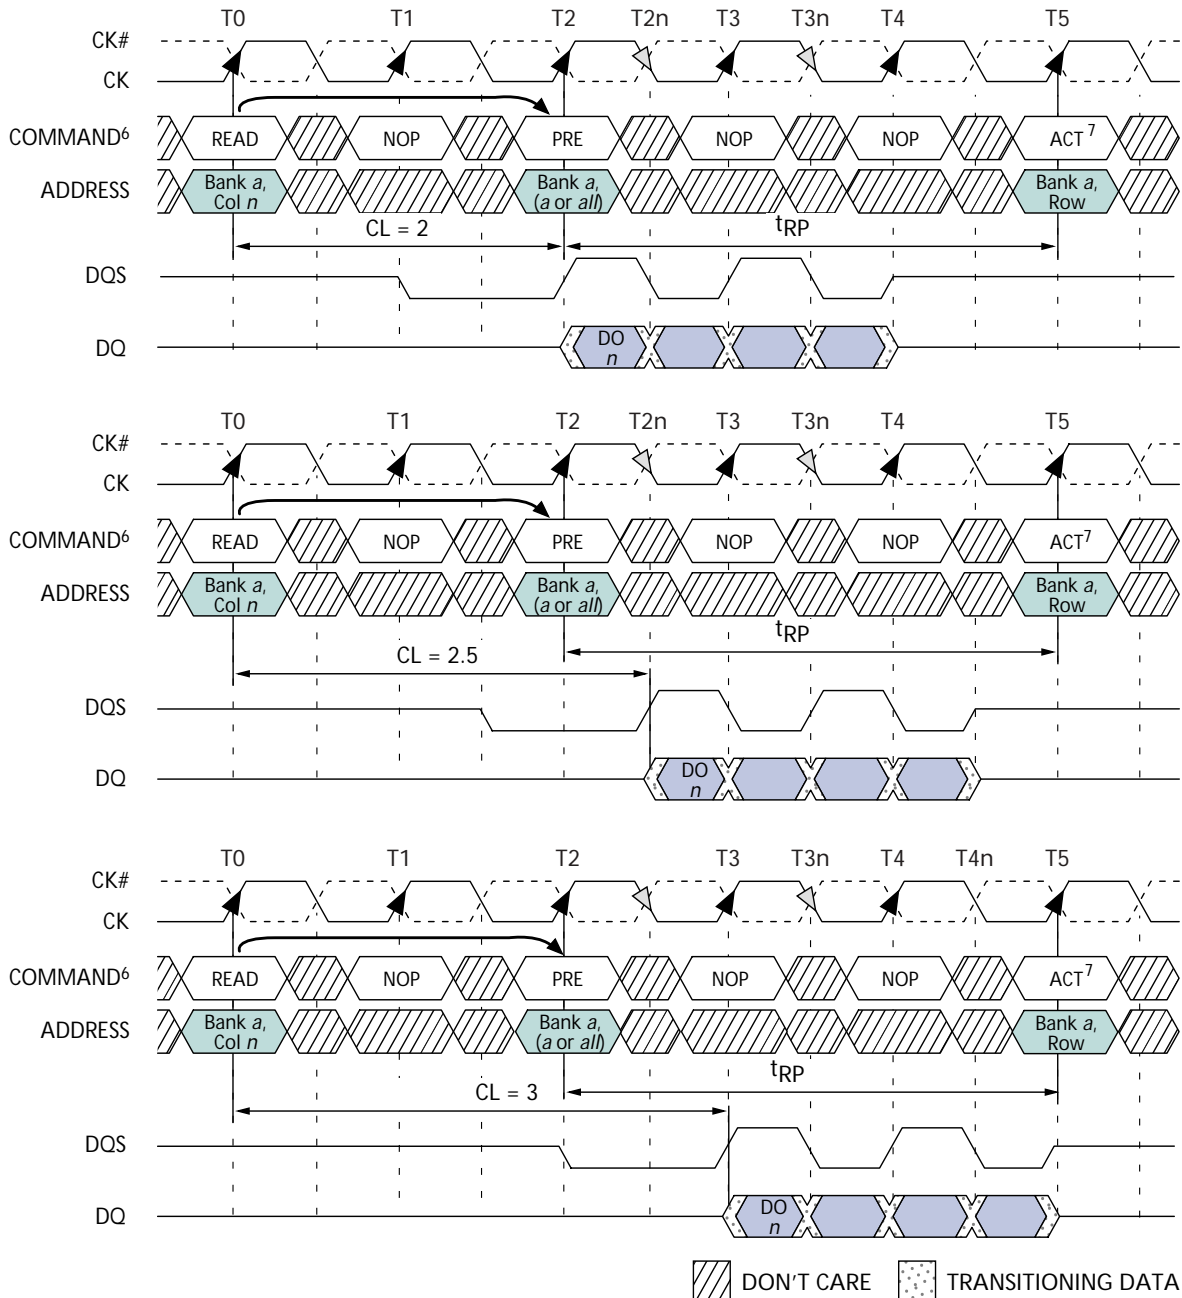 T0 T1 T2 T2n T3 T3n T4 T5
CK#
CK
COMMAND⁶ READ NOP PRE NOP NOP ACT⁷
ADDRESS Bank a, Col n Bank a, (a or all) Bank a, Row
CL = 2 tRP
DQS
DQ DO n
T0 T1 T2 T2n T3 T3n T4 T5
CK#
CK
COMMAND⁶ READ NOP PRE NOP NOP ACT⁷
ADDRESS Bank a, Col n Bank a, (a or all) Bank a, Row
CL = 2.5 tRP
DQS
DQ DO n
T0 T1 T2 T3 T3n T4 T4n T5
CK#
CK
COMMAND⁶ READ NOP PRE NOP NOP ACT⁷
ADDRESS Bank a, Col n Bank a, (a or all) Bank a, Row
CL = 3 tRP
DQS
DQ DO n
DON'T CARE TRANSITIONING DATA